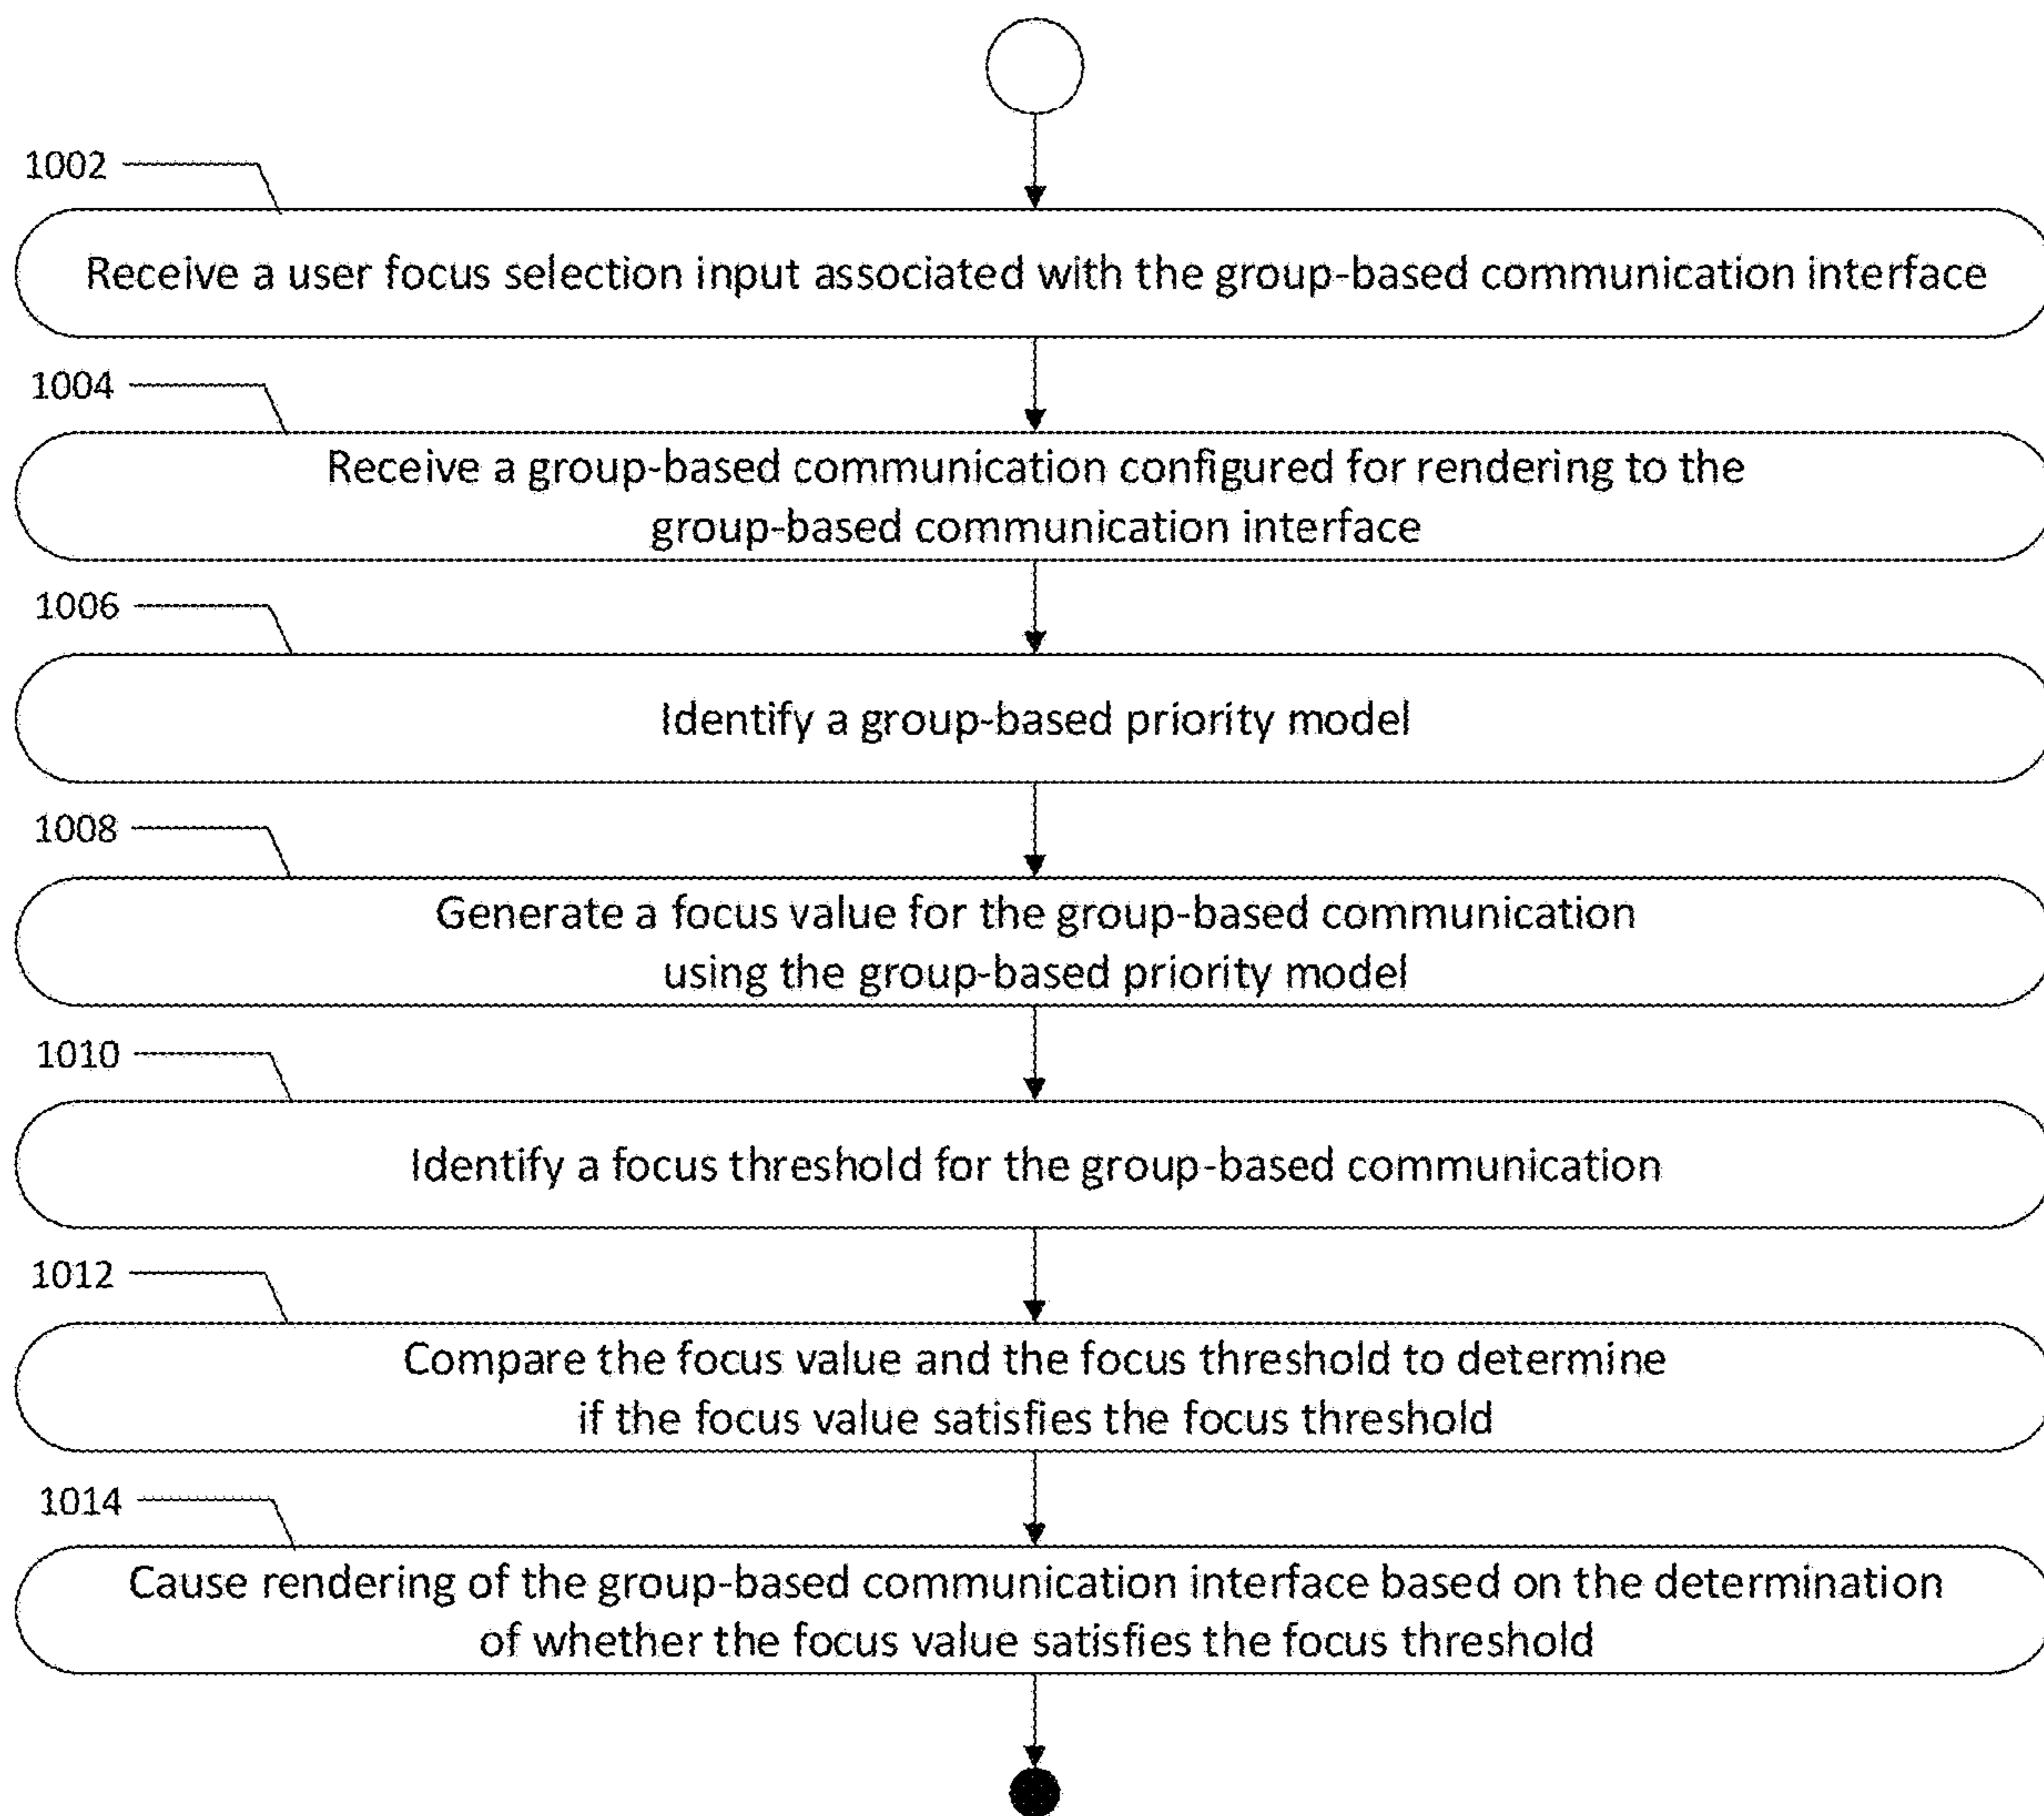 1002
Receive a user focus selection input associated with the group-based communication interface
1004
Receive a group-based communication configured for rendering to the
group-based communication interface
1006
Identify a group-based priority model
1008
Generate a focus value for the group-based communication
using the group-based priority model
1010
Identify a focus threshold for the group-based communication
1012
Compare the focus value and the focus threshold to determine
if the focus value satisfies the focus threshold
1014
Cause rendering of the group-based communication interface based on the determination
of whether the focus value satisfies the focus threshold